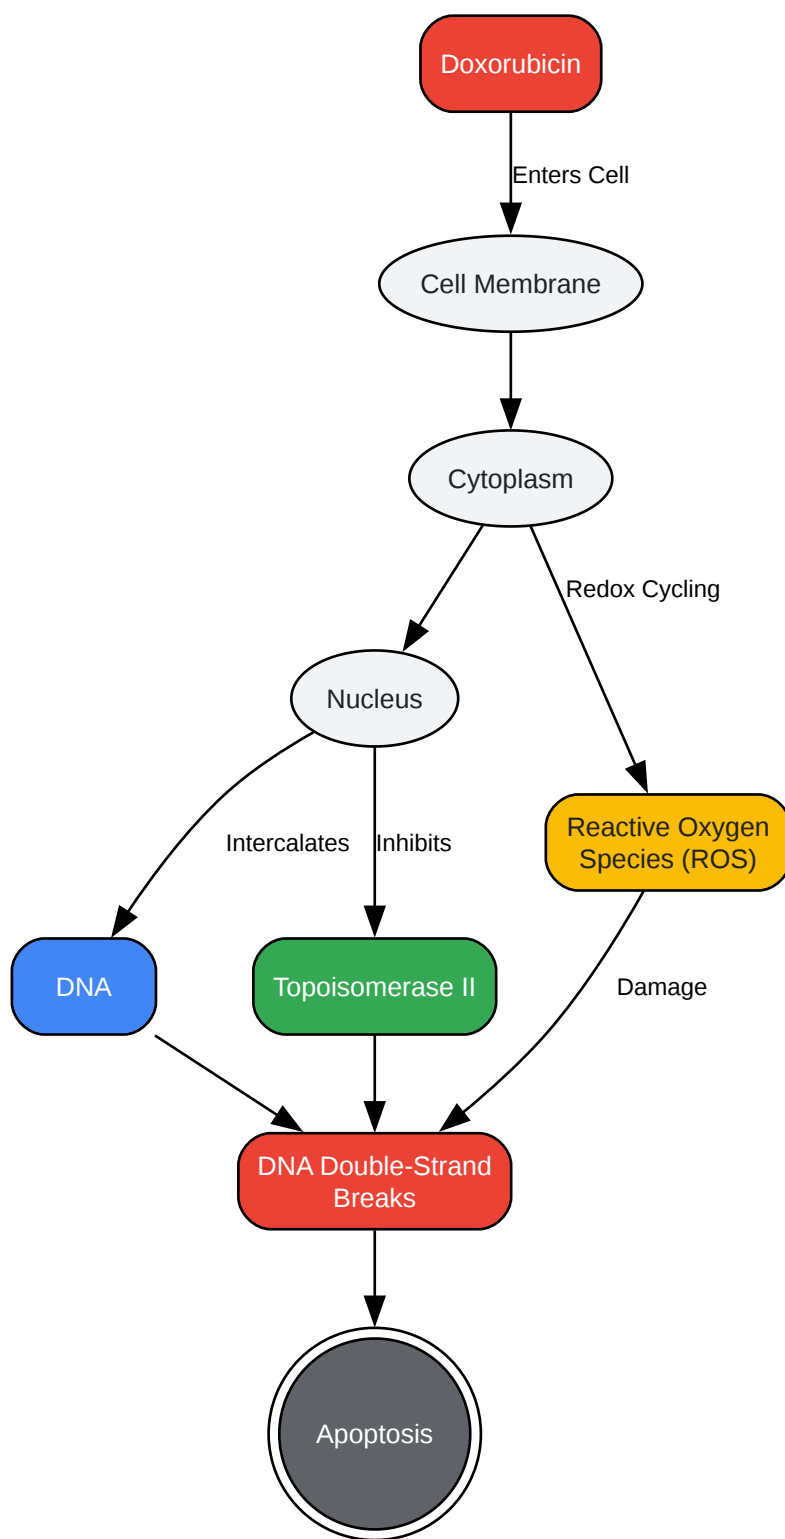 Doxorubicin
Enters Cell
Cell Membrane
Cytoplasm
Redox Cycling
Nucleus
Reactive Oxygen
Species (ROS)
Intercalates
Inhibits
DNA
Topoisomerase II
Damage
DNA Double-Strand
Breaks
Apoptosis